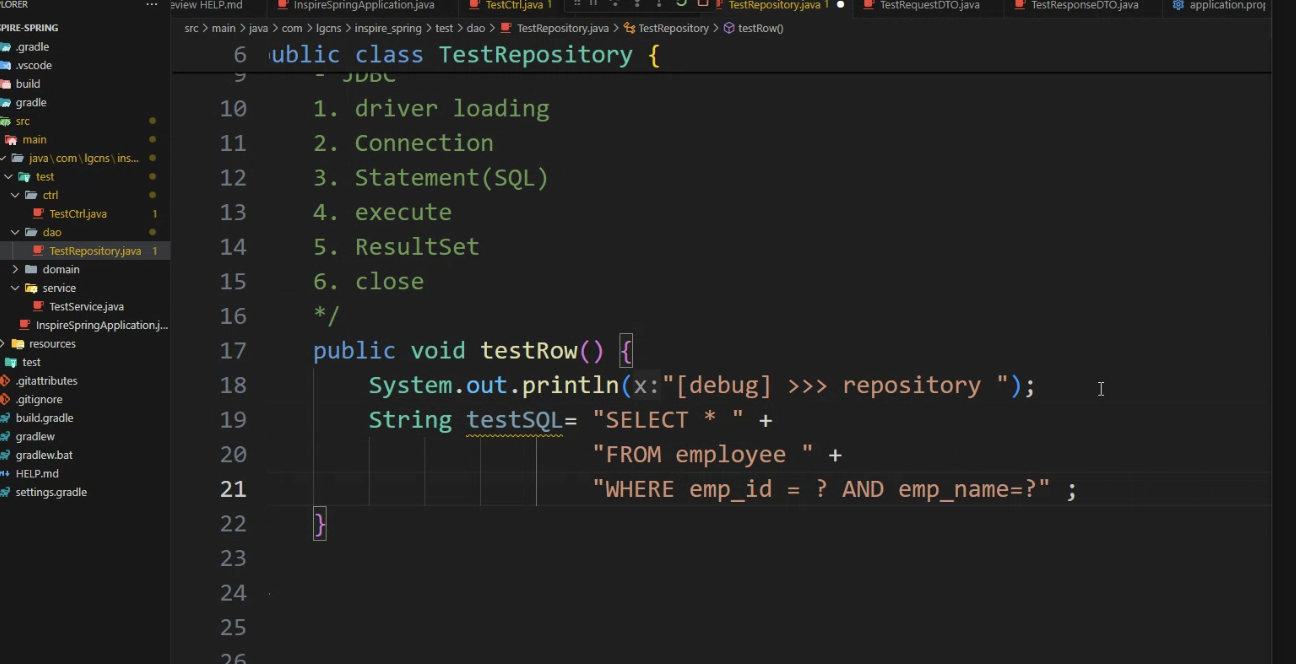 LORER ...
eview HELP.md InspireSpringApplication.java TestCtrl.java 1 TestRepository.java 1 TestRequestDTO.java TestResponseDTO.java application.prop
PIRE-SPRING
src > main > java > com > lgcns > inspire_spring > test > dao > TestRepository.java > TestRepository > testRow()
.gradle
.vscode
build
gradle
src
main
java\com\lgcns\ins...
test
ctrl
TestCtrl.java 1
dao
TestRepository.java 1
domain
service
TestService.java
InspireSpringApplication.j...
resources
test
.gitattributes
.gitignore
build.gradle
gradlew
gradlew.bat
HELP.md
settings.gradle
6 ublic class TestRepository {
9 - JDBC
10 1. driver loading
11 2. Connection
12 3. Statement(SQL)
13 4. execute
14 5. ResultSet
15 6. close
16 */
17 public void testRow() {
18 System.out.println(x:"[debug] >>> repository ");
19 String testSQL= "SELECT * " +
20 "FROM employee " +
21 "WHERE emp_id = ? AND emp_name=?" ;
22 }
23
24
25
26